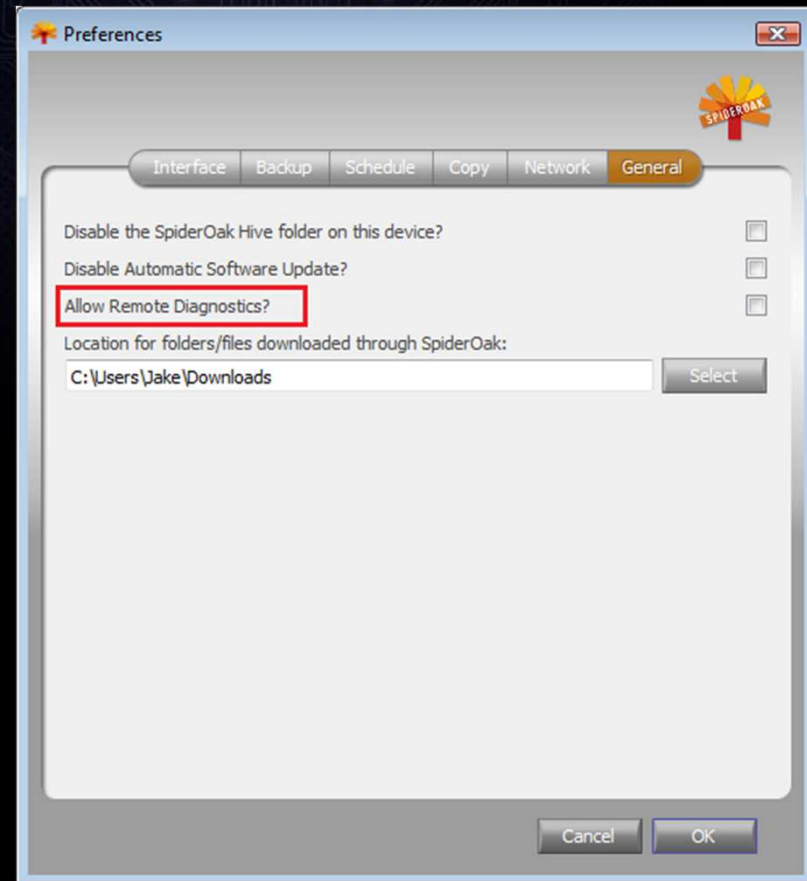 Preferences
SPIDEROAK
Interface Backup Schedule Copy Network General
Disable the SpiderOak Hive folder on this device?
Disable Automatic Software Update?
Allow Remote Diagnostics?
Location for folders/files downloaded through SpiderOak:
C:\Users\Jake\Downloads Select
Cancel OK